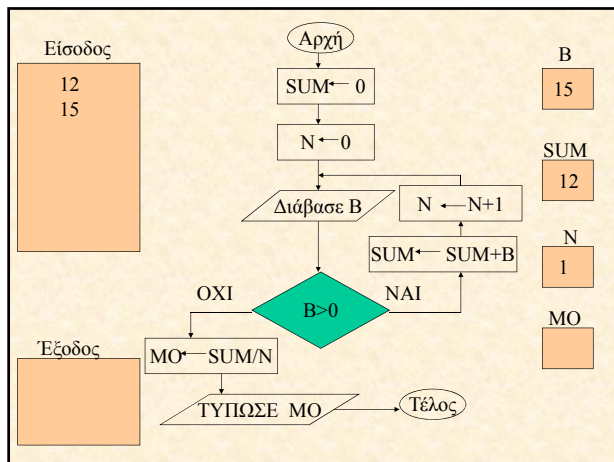 Είσοδος
12
15
Αρχή
SUM ← 0
N ← 0
Διάβασε B
N ← N+1
SUM ← SUM+B
ΟΧΙ
B>0
ΝΑΙ
MO ← SUM/N
ΤΥΠΩΣΕ MO
Τέλος
Έξοδος
B
15
SUM
12
N
1
MO